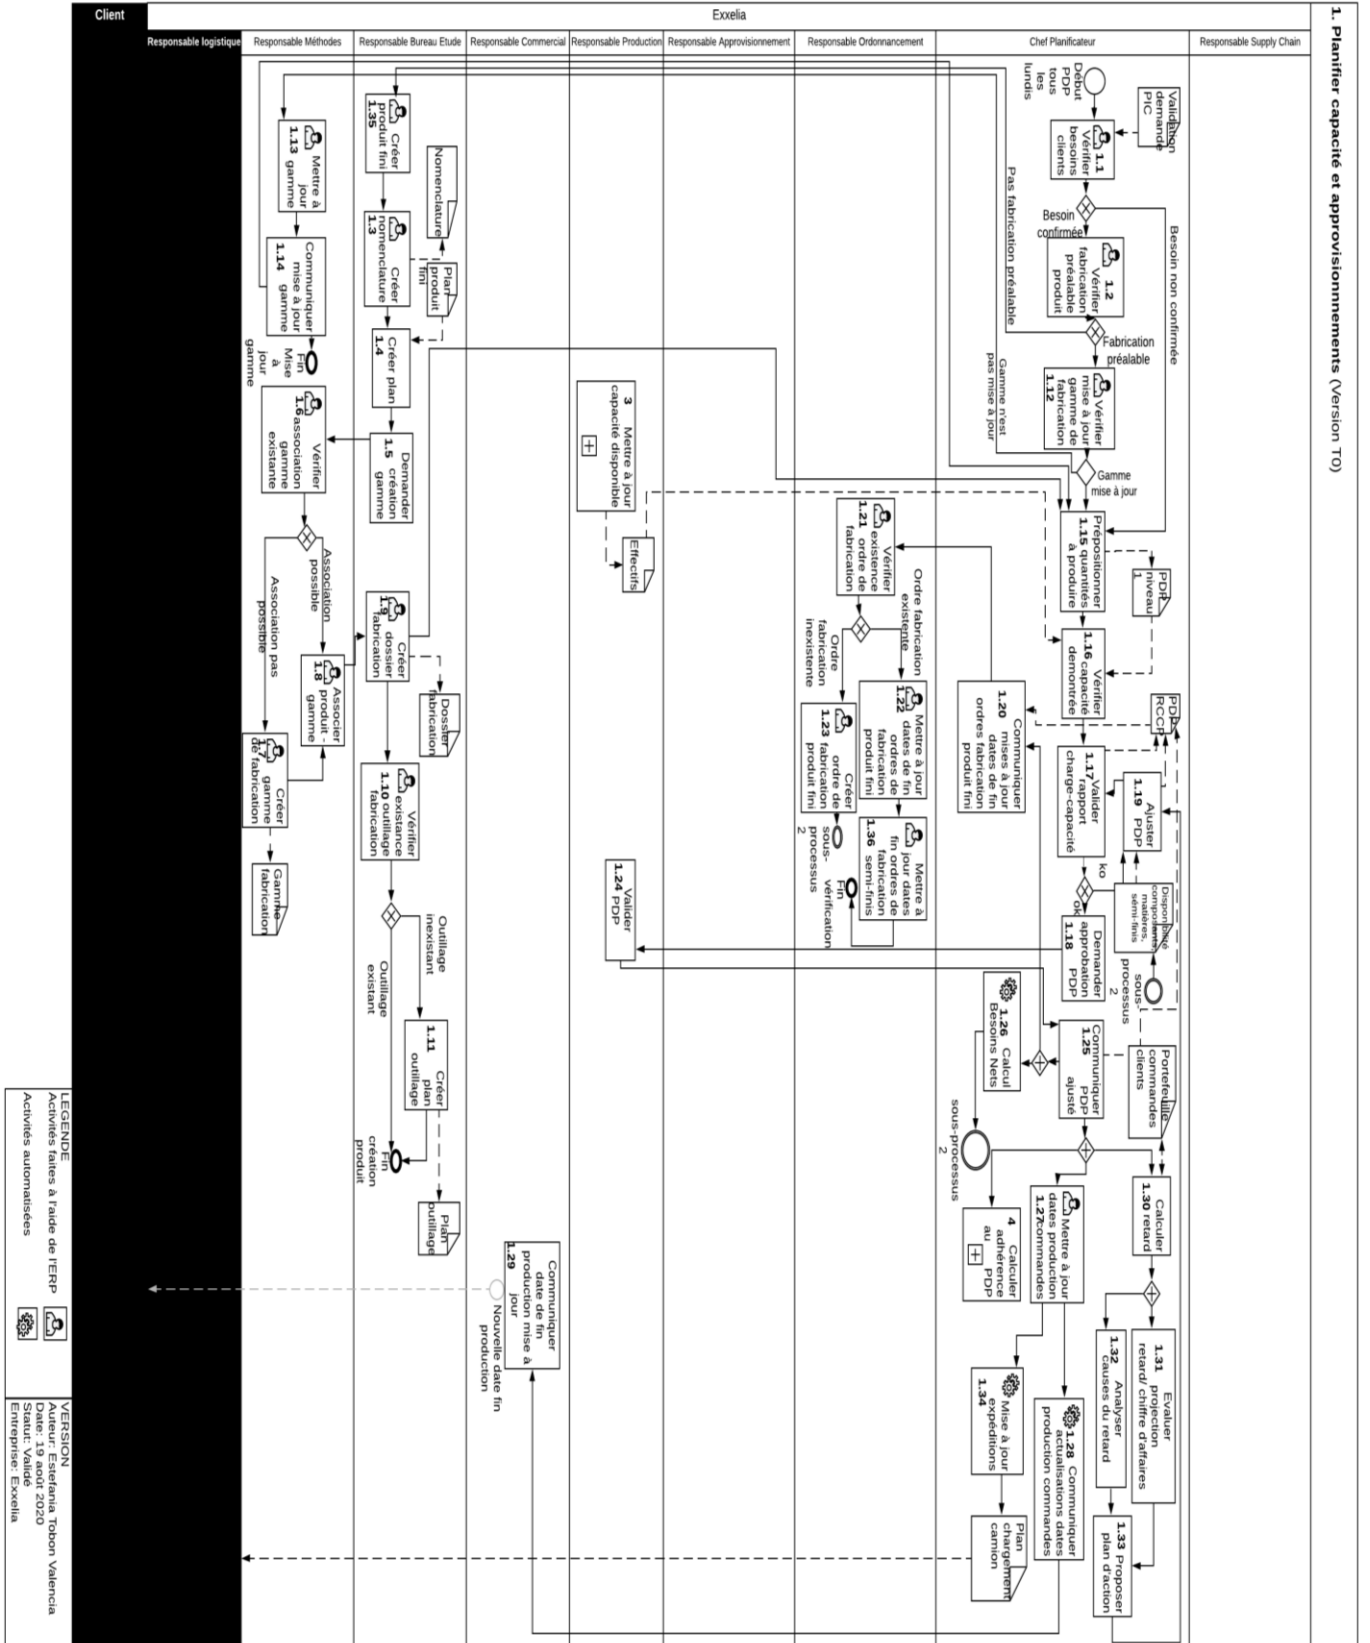 1. Planifier capacité et approvisionnnements (Version T0)
Client
Exxelia
Responsable logistique
Responsable Méthodes
Responsable Bureau Etude
Responsable Commercial
Responsable Production
Responsable Approvisionnement
Responsable Ordonnancement
Chef Planificateur
Responsable Supply Chain
Début
PDP
tous
les
lundis
Validation
demande
PIC
1.1
Vérifier
besoins
clients
Besoin
confirmée
Besoin non confirmée
1.2
Vérifier
fabrication
préalable
produit
Fabrication
préalable
Pas fabrication préalable
Vérifier
mise à jour
gamme de
fabrication
1.12
Gamme
mise à jour
Gamme n'est
pas mise à jour
Prépositionner
1.15 quantités
à produire
PDP
niveau
1
Vérifier
1.16 capacité
démontrée
PDP
RCCP
Valider
1.17 rapport
charge-capacité
Ajuster
1.19 PDP
ko
ok
Disponibilité
composants,
matières,
semi-finis
sous-
processus
2
Demander
approbation
1.18 PDP
Communiquer
1.25 PDP
ajusté
Portefeuille
commandes
clients
Calculer
1.30 retard
Evaluer
1.31 projection
retard/ chiffre d'affaires
1.32 Analyser
causes du retard
1.33 Proposer
plan d'action
1.26 Calcul
Besoins Nets
sous-processus
2
4 Calculer
adhérence
au PDP
Mettre à jour
dates production
1.27 commandes
1.28 Communiquer
actualisations dates
production commandes
Mise à jour
expéditions
1.34
Plan
chargement
camion
Communiquer
1.20 mises à jour
dates de fin
ordres fabrication
produit fini
Vérifier
existence
1.21 ordre de
fabrication
Ordre fabrication
existente
Ordre
fabrication
inexistente
Mettre à jour
1.22 dates de fin
ordres de
fabrication
produit fini
Créer
ordre de
1.23 fabrication
produit fini
Mettre à
jour dates
fin ordres de
fabrication
1.36 semi-finis
sous-
processus
2
Fin
vérification
3 Mettre à jour
capacité disponible
Effectifs
Valider
1.24 PDP
Communiquer
date de fin
production mise à
1.29 jour
Nouvelle date fin
production
Créer
produit fini
1.35
Nomenclature
Créer
nomenclature
1.3
Plan
produit
fini
Créer plan
1.4
Demander
1.5 création
gamme
Créer
1.9 dossier
fabrication
Dossier
fabrication
Vérifier
existance
1.10 outillage
fabrication
Outillage
inexistant
Outillage
existant
1.11 Créer
plan
outillage
Plan
outillage
Fin
création
produit
Mettre à
jour
1.13 gamme
Communiquer
mise à jour
1.14 gamme
Fin
Mise
à
jour
gamme
Vérifier
1.6 association
gamme
existante
Association
possible
Association pas
possible
Associer
1.8 produit -
gamme
Créer
1.7 gamme
de fabrication
Gamme
fabrication
LEGENDE
Activités faites à l'aide de l'ERP
Activités automatisées
VERSION
Auteur: Estefania Tobon Valencia
Date: 19 août 2020
Statut: Validé
Entreprise: Exxelia